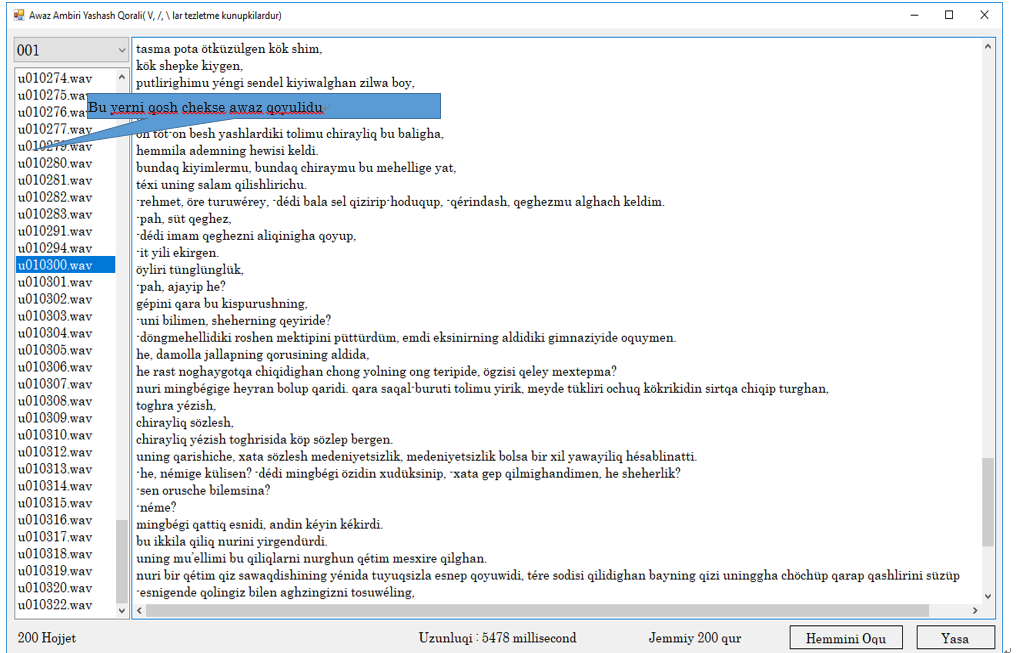 Awaz Ambiri Yashash Qorali( V, /, \ lar tezletme kunupkilardur)
001
u010274.wav
u010275.wav
u010276.wav
u010277.wav
u010279.wav
u010280.wav
u010281.wav
u010282.wav
u010283.wav
u010291.wav
u010294.wav
u010300.wav
u010301.wav
u010302.wav
u010303.wav
u010304.wav
u010305.wav
u010306.wav
u010307.wav
u010308.wav
u010309.wav
u010310.wav
u010312.wav
u010313.wav
u010314.wav
u010315.wav
u010316.wav
u010317.wav
u010318.wav
u010319.wav
u010320.wav
u010322.wav
Bu yerni qosh chekse awaz qoyulidu
tasma pota ötküzülgen kök shim,
kök shepke kiygen,
putlirighimu yéngi sendel kiyiwalghan zilwa boy,
on töt-on besh yashlardiki tolimu chirayliq bu baligha,
hemmila ademning hewisi keldi.
bundaq kiyimlermu, bundaq chiraymu bu mehellige yat,
téxi uning salam qilishlirichu.
-rehmet, öre turuwérey, -dédi bala sel qizirip-hoduqup, -qérindash, qeghezmu alghach keldim.
-pah, süt qeghez,
-dédi imam qeghezni aliqinigha qoyup,
-it yili ekirgen.
öyliri tünglünglük,
-pah, ajayip he?
gépini qara bu kispurushning,
-uni bilimen, sheherning qeyiride?
-döngmehellidiki roshen mektipini püttürdüm, emdi eksinirning aldidiki gimnaziyide oquymen.
he, damolla jallapning qorusining aldida,
he rast noghaygotqa chiqidighan chong yolning ong teripide, ögzisi qeley mextepma?
nuri mingbégige heyran bolup qaridi. qara saqal-buruti tolimu yirik, meyde tükliri ochuq kökrikidin sirtqa chiqip turghan,
toghra yézish,
chirayliq sözlesh,
chirayliq yézish toghrisida köp sözlep bergen.
uning qarishiche, xata sözlesh medeniyetsizlik, medeniyetsizlik bolsa bir xil yawayiliq hésablinatti.
-he, némige külisen? -dédi mingbégi özidin xudüksinip, -xata gep qilmighandimen, he sheherlik?
-sen orusche bilemsina?
-néme?
mingbégi qattiq esnidi, andin kéyin kékirdi.
bu ikkila qiliq nurini yirgendürdi.
uning mu'ellimi bu qiliqlarni nurghun qétim mesxire qilghan.
nuri bir qétim qiz sawaqdishining yénida tuyuqsizla esnep qoyuwidi, tére sodisi qilidighan bayning qizi uninggha chöchüp qarap qashlirini süzüp
-esnigende qolingiz bilen aghzingizni tosuwéling,
200 Hojjet
Uzunluqi : 5478 millisecond
Jemmiy 200 qur
Hemmini Oqu
Yasa